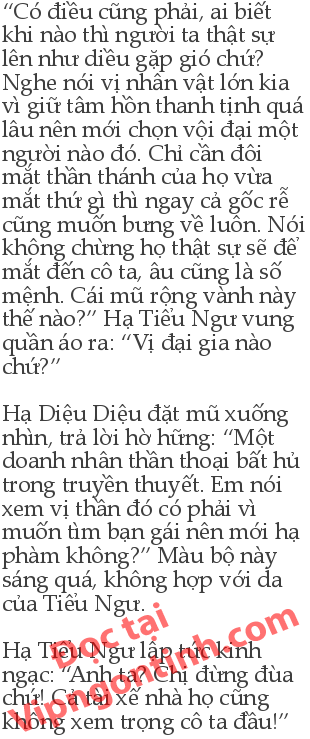 “Có điều cũng phải, ai biết
khi nào thì người ta thật sự
lên như diều gặp gió chứ?
Nghe nói vị nhân vật lớn kia
vì giữ tâm hồn thanh tịnh quá
lâu nên mới chọn vội đại một
người nào đó. Chỉ cần đôi
mắt thần thánh của họ vừa
mắt thứ gì thì ngay cả gốc rễ
cũng muốn bưng về luôn. Nói
không chừng họ thật sự sẽ để
mắt đến cô ta, âu cũng là số
mệnh. Cái mũ rộng vành này
thế nào?” Hạ Tiểu Ngư vung
quần áo ra: “Vị đại gia nào
chứ?”
Hạ Diệu Diệu đặt mũ xuống
nhìn, trả lời hờ hững: “Một
doanh nhân thần thoại bất hủ
trong truyền thuyết. Em nói
xem vị thần đó có phải vì
muốn tìm bạn gái nên mới hạ
phàm không?” Màu bộ này
sáng quá, không hợp với da
của Tiểu Ngư.
Hạ Tiểu Ngư lập tức kinh
ngạc: “Anh ta? Chị đừng đùa
chứ! Cả tài xế nhà họ cũng
không xem trọng cô ta đâu!”
Đọc tại
Vipngontinh.com